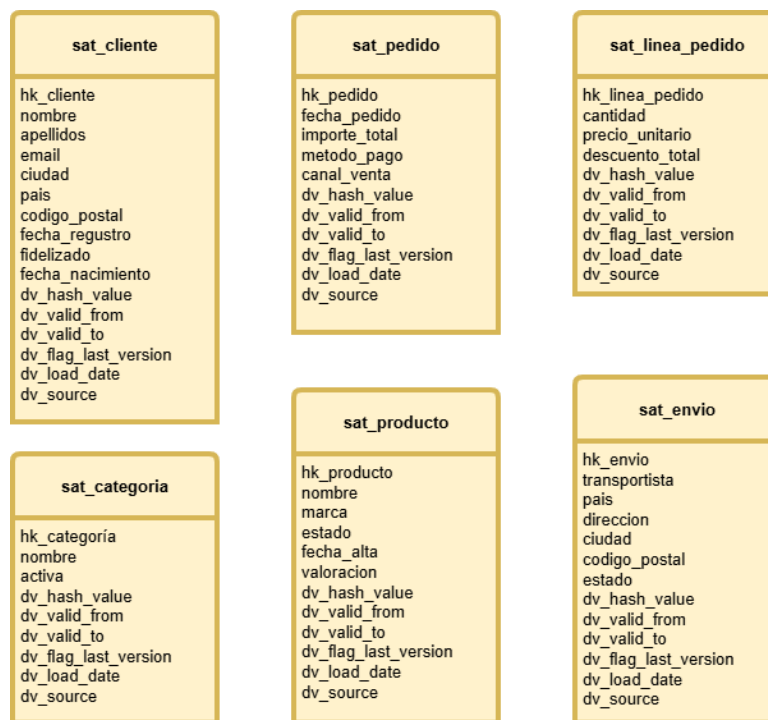 sat_cliente
hk_cliente
nombre
apellidos
email
ciudad
pais
codigo_postal
fecha_regustro
fidelizado
fecha_nacimiento
dv_hash_value
dv_valid_from
dv_valid_to
dv_flag_last_version
dv_load_date
dv_source
sat_pedido
hk_pedido
fecha_pedido
importe_total
metodo_pago
canal_venta
dv_hash_value
dv_valid_from
dv_valid_to
dv_flag_last_version
dv_load_date
dv_source
sat_linea_pedido
hk_linea_pedido
cantidad
precio_unitario
descuento_total
dv_hash_value
dv_valid_from
dv_valid_to
dv_flag_last_version
dv_load_date
dv_source
sat_categoria
hk_categoría
nombre
activa
dv_hash_value
dv_valid_from
dv_valid_to
dv_flag_last_version
dv_load_date
dv_source
sat_producto
hk_producto
nombre
marca
estado
fecha_alta
valoracion
dv_hash_value
dv_valid_from
dv_valid_to
dv_flag_last_version
dv_load_date
dv_source
sat_envio
hk_envio
transportista
pais
direccion
ciudad
codigo_postal
estado
dv_hash_value
dv_valid_from
dv_valid_to
dv_flag_last_version
dv_load_date
dv_source